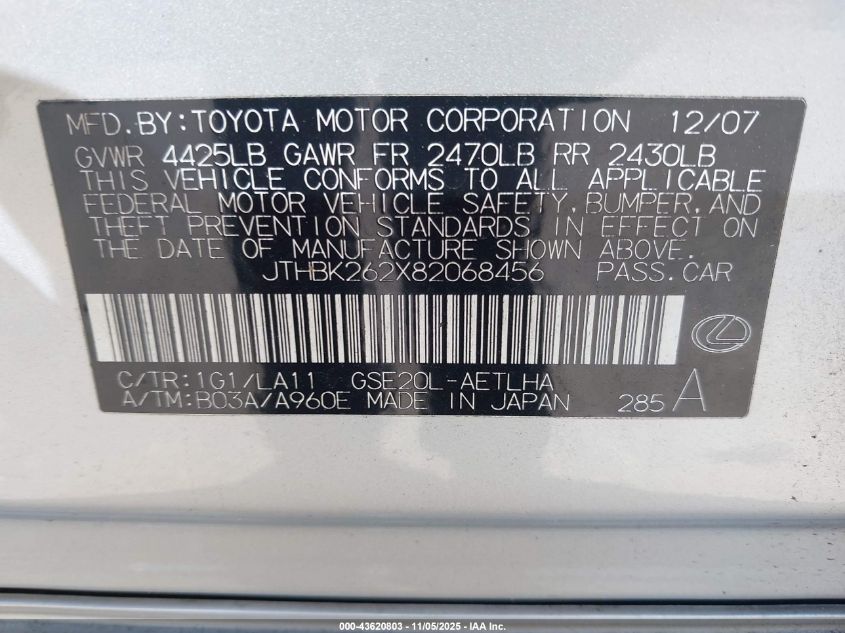 MFD. BY: TOYOTA MOTOR CORPORATION 12/07
GVWR 4425LB GAWR FR 2470LB RR 2430LB
THIS VEHICLE CONFORMS TO ALL APPLICABLE
FEDERAL MOTOR VEHICLE SAFETY, BUMPER, AND
THEFT PREVENTION STANDARDS IN EFFECT ON
THE DATE OF MANUFACTURE SHOWN ABOVE.
JTHBK262X82068456 PASS. CAR
C/TR: 1G1/LA11 GSE20L-AETLHA
A/TM: B03A/A960E MADE IN JAPAN 285 A
000-43620803 - 11/05/2025 - IAA Inc.